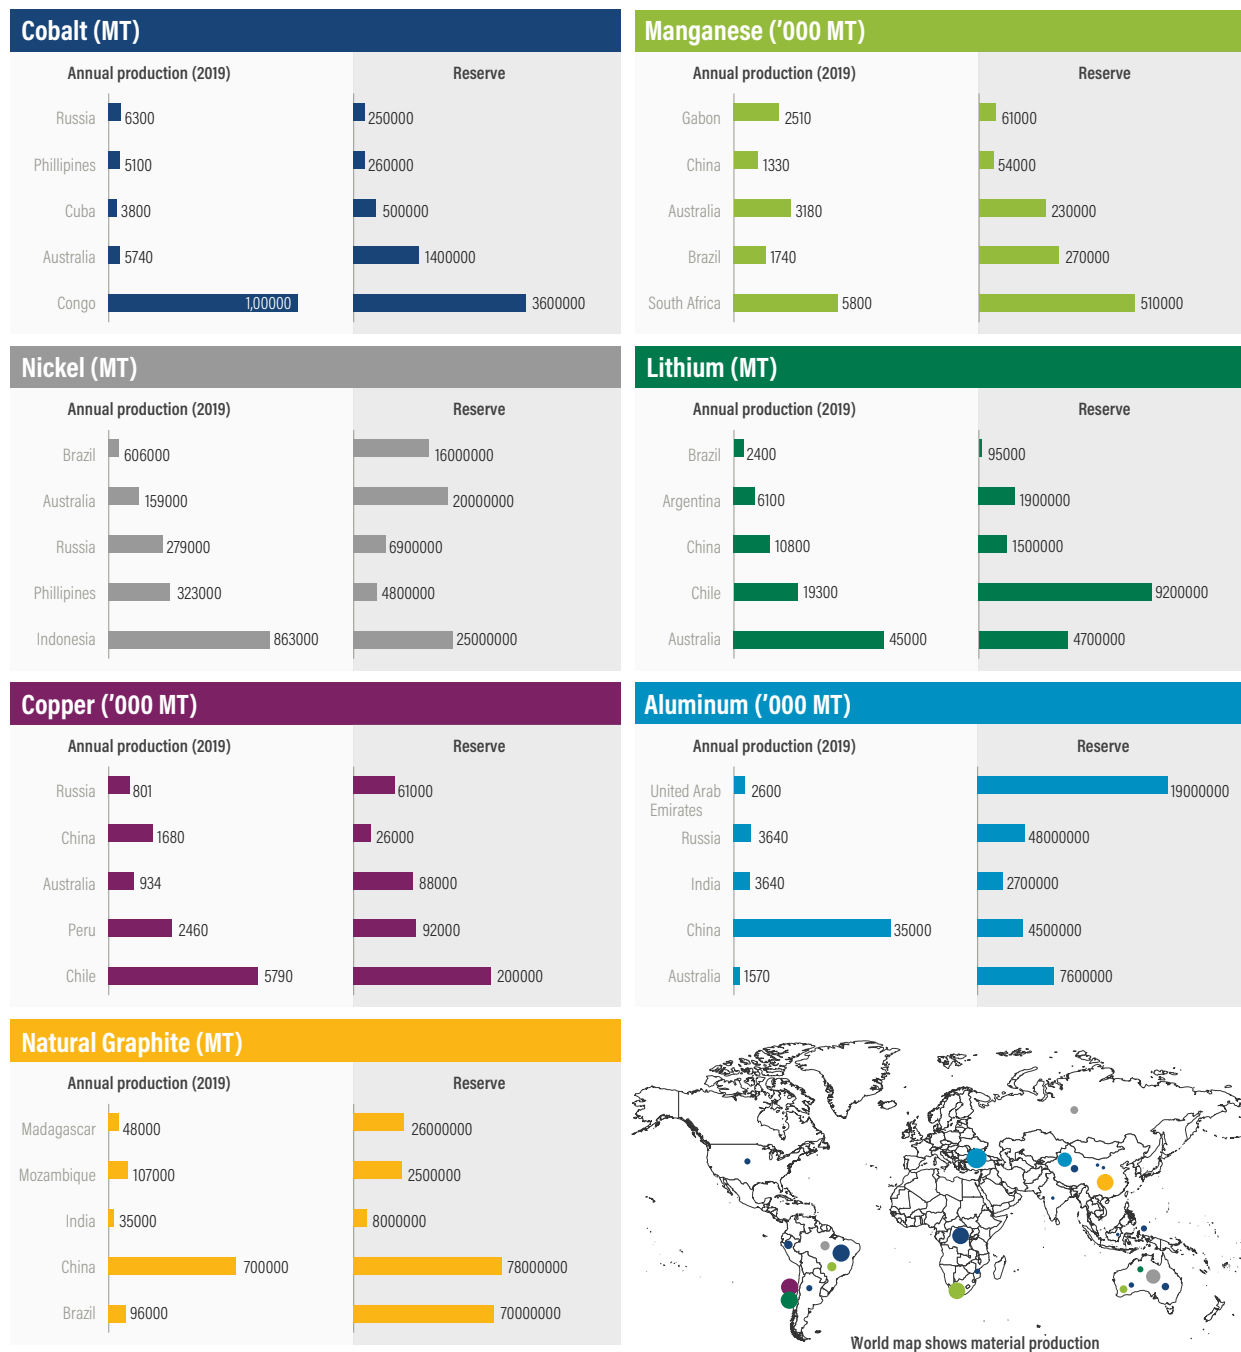 Cobalt (MT)
Annual production (2019)
Reserve
Russia 6300 250000
Phillipines 5100 260000
Cuba 3800 500000
Australia 5740 1400000
Congo 1,00000 3600000
Manganese ('000 MT)
Annual production (2019)
Reserve
Gabon 2510 61000
China 1330 54000
Australia 3180 230000
Brazil 1740 270000
South Africa 5800 510000
Nickel (MT)
Annual production (2019)
Reserve
Brazil 606000 16000000
Australia 159000 20000000
Russia 279000 6900000
Phillipines 323000 4800000
Indonesia 863000 25000000
Lithium (MT)
Annual production (2019)
Reserve
Brazil 2400 95000
Argentina 6100 1900000
China 10800 1500000
Chile 19300 9200000
Australia 45000 4700000
Copper ('000 MT)
Annual production (2019)
Reserve
Russia 801 61000
China 1680 26000
Australia 934 88000
Peru 2460 92000
Chile 5790 200000
Aluminum ('000 MT)
Annual production (2019)
Reserve
United Arab 2600 19000000
Emirates
Russia 3640 48000000
India 3640 2700000
China 35000 4500000
Australia 1570 7600000
Natural Graphite (MT)
Annual production (2019)
Reserve
Madagascar 48000 26000000
Mozambique 107000 2500000
India 35000 8000000
China 700000 78000000
Brazil 96000 70000000
World map shows material production